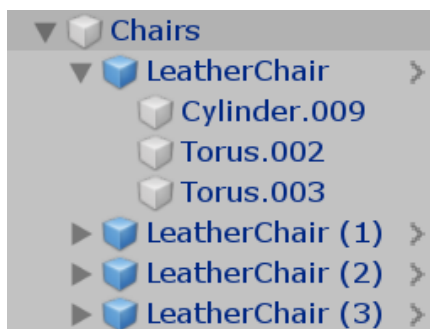 Chairs
LeatherChair
Cylinder.009
Torus.002
Torus.003
LeatherChair (1)
LeatherChair (2)
LeatherChair (3)